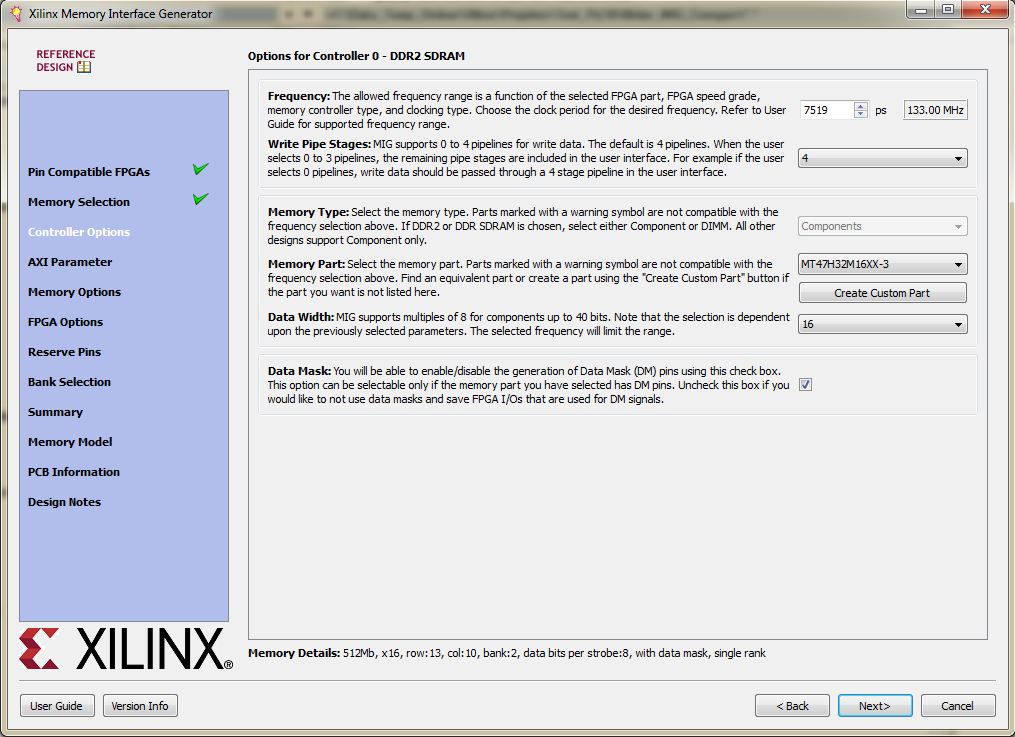 Xilinx Memory Interface Generator
REFERENCE
DESIGN
Pin Compatible FPGAs
Memory Selection
Controller Options
AXI Parameter
Memory Options
FPGA Options
Reserve Pins
Bank Selection
Summary
Memory Model
PCB Information
Design Notes
XILINX®
Options for Controller 0 - DDR2 SDRAM
Frequency: The allowed frequency range is a function of the selected FPGA part, FPGA speed grade,
memory controller type, and clocking type. Choose the clock period for the desired frequency. Refer to User
Guide for supported frequency range.
7519 ps 133.00 MHz
Write Pipe Stages: MIG supports 0 to 4 pipelines for write data. The default is 4 pipelines. When the user
selects 0 to 3 pipelines, the remaining pipe stages are included in the user interface. For example if the user
selects 0 pipelines, write data should be passed through a 4 stage pipeline in the user interface.
4
Memory Type: Select the memory type. Parts marked with a warning symbol are not compatible with the
frequency selection above. If DDR2 or DDR SDRAM is chosen, select either Component or DIMM. All other
designs support Component only.
Components
Memory Part: Select the memory part. Parts marked with a warning symbol are not compatible with the
frequency selection above. Find an equivalent part or create a part using the "Create Custom Part" button if
the part you want is not listed here.
MT47H32M16XX-3
Create Custom Part
Data Width: MIG supports multiples of 8 for components up to 40 bits. Note that the selection is dependent
upon the previously selected parameters. The selected frequency will limit the range.
16
Data Mask: You will be able to enable/disable the generation of Data Mask (DM) pins using this check box.
This option can be selectable only if the memory part you have selected has DM pins. Uncheck this box if you
would like to not use data masks and save FPGA I/Os that are used for DM signals.
Memory Details: 512Mb, x16, row:13, col:10, bank:2, data bits per strobe:8, with data mask, single rank
User Guide
Version Info
< Back
Next>
Cancel